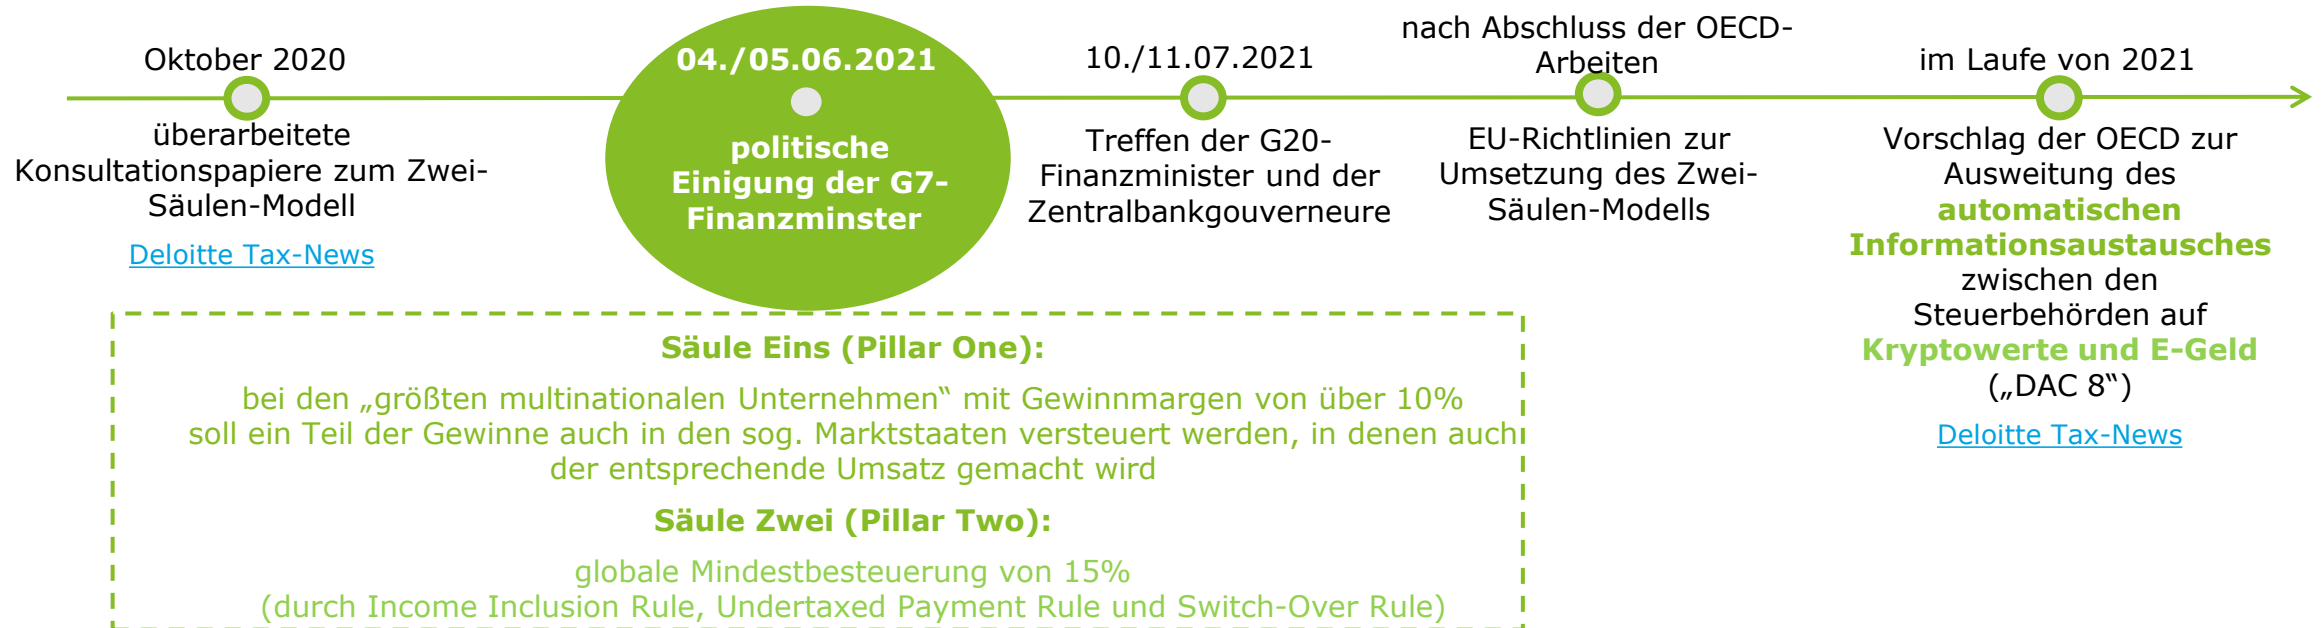 Oktober 2020
überarbeitete
Konsultationspapiere zum Zwei-
Säulen-Modell
Deloitte Tax-News
04./05.06.2021
politische
Einigung der G7-
Finanzminster
10./11.07.2021
Treffen der G20-
Finanzminister und der
Zentralbankgouverneure
nach Abschluss der OECD-
Arbeiten
EU-Richtlinien zur
Umsetzung des Zwei-
Säulen-Modells
im Laufe von 2021
Vorschlag der OECD zur
Ausweitung des
automatischen
Informationsaustausches
zwischen den
Steuerbehörden auf
Kryptowerte und E-Geld
(„DAC 8“)
Deloitte Tax-News
Säule Eins (Pillar One):
bei den „größten multinationalen Unternehmen“ mit Gewinnmargen von über 10%
soll ein Teil der Gewinne auch in den sog. Marktstaaten versteuert werden, in denen auch
der entsprechende Umsatz gemacht wird
Säule Zwei (Pillar Two):
globale Mindestbesteuerung von 15%
(durch Income Inclusion Rule, Undertaxed Payment Rule und Switch-Over Rule)